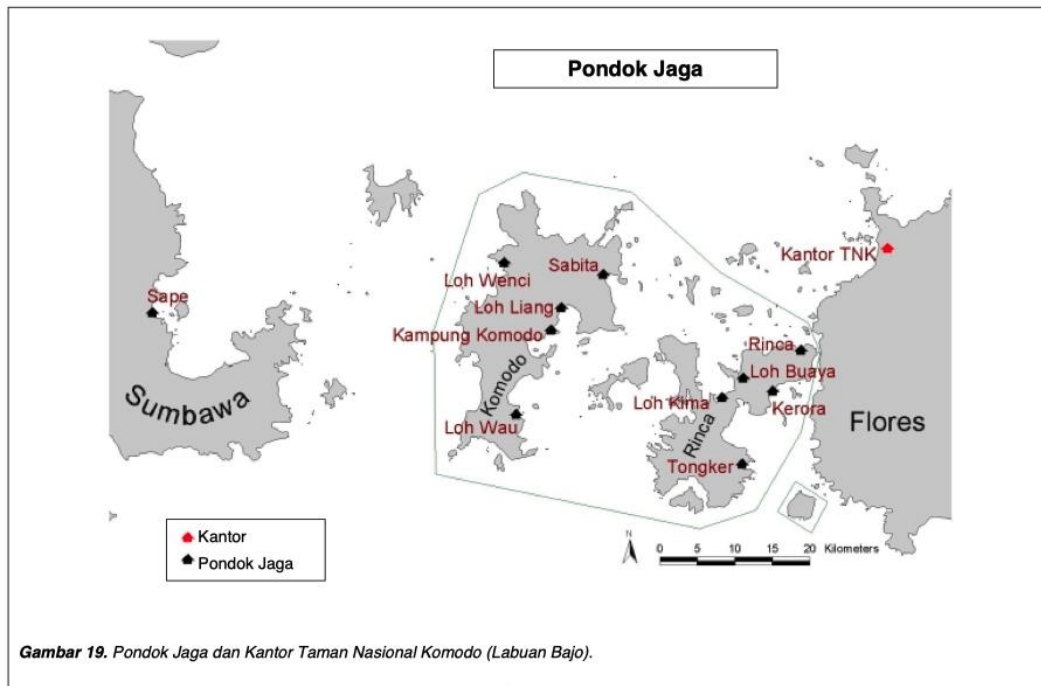 Pondok Jaga
Kantor TNK
Sabita
Loh Wenci
Sape
Loh Liang
Kampung Komodo
Rinca
Loh Buaya
Komodo
Loh Kima
Kerora
Sumbawa
Flores
Loh Wau
Rinca
Tongker
Kantor
Pondok Jaga
N
0 5 10 15 20 Kilometers
Gambar 19. Pondok Jaga dan Kantor Taman Nasional Komodo (Labuan Bajo).